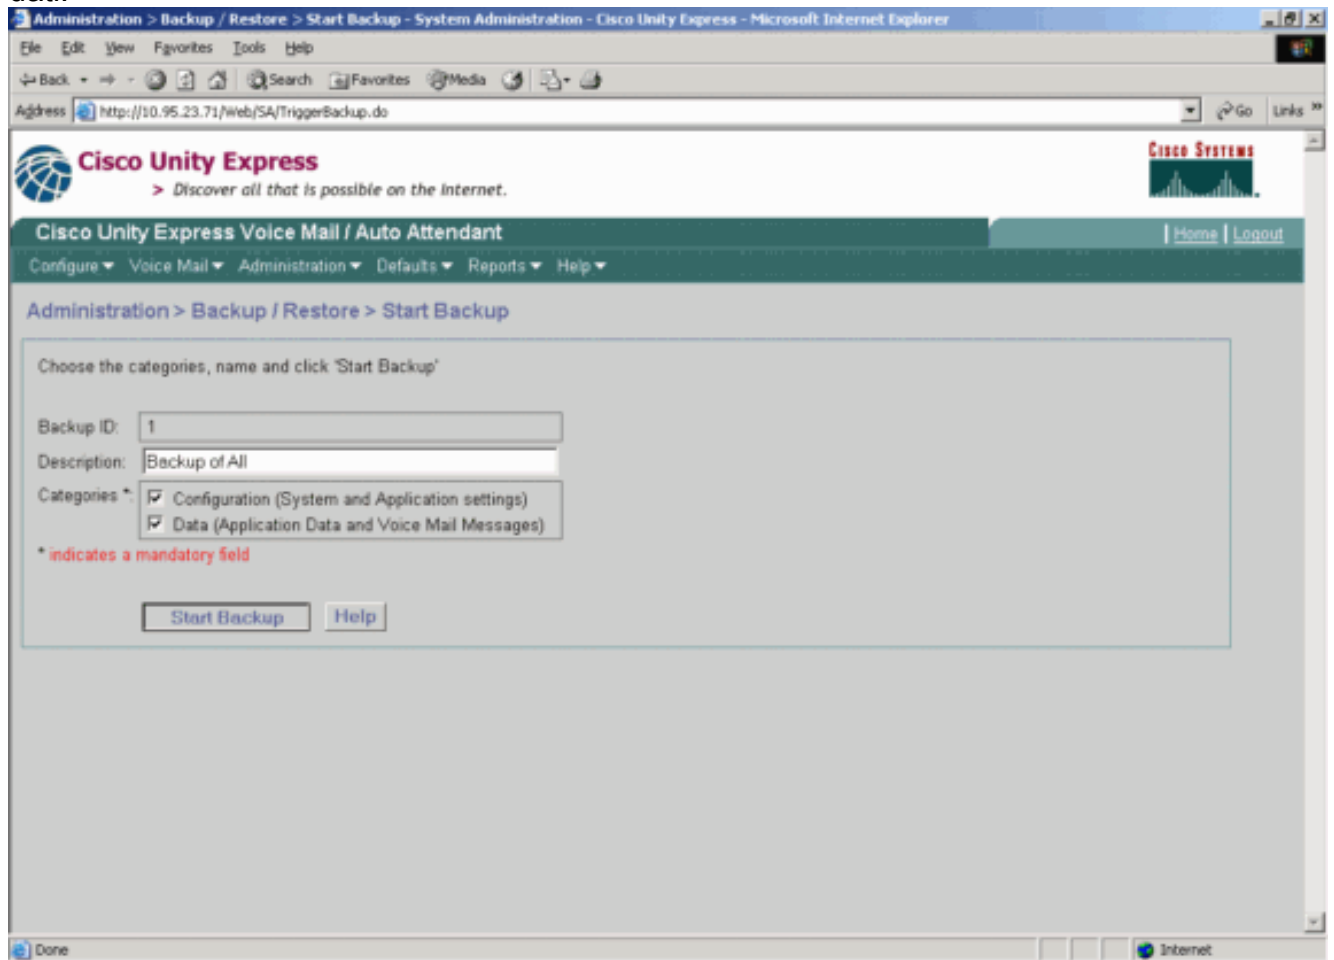 Administration > Backup / Restore > Start Backup - System Administration - Cisco Unity Express - Microsoft Internet Explorer
File Edit View Favorites Tools Help
Back Search Favorites Media
Address http://10.95.23.71/Web/SA/TriggerBackup.do Go Links »
Cisco Unity Express
> Discover all that is possible on the Internet.
CISCO SYSTEMS
Cisco Unity Express Voice Mail / Auto Attendant
| Home | Logout
Configure Voice Mail Administration Defaults Reports Help
Administration > Backup / Restore > Start Backup
Choose the categories, name and click 'Start Backup'
Backup ID: 1
Description: Backup of All
Categories *: Configuration (System and Application settings)
Data (Application Data and Voice Mail Messages)
* indicates a mandatory field
Start Backup Help
Done Internet